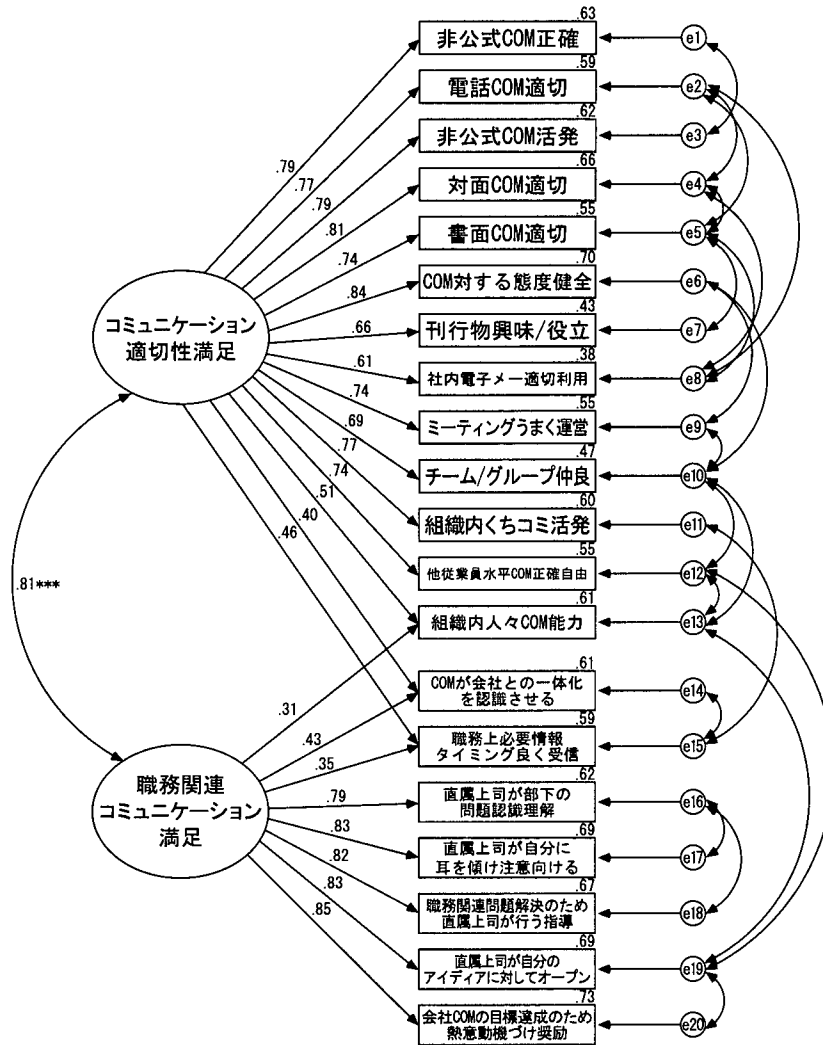 .63
非公式COM正確
e1
.59
電話COM適切
e2
.62
非公式COM活発
e3
.66
対面COM適切
e4
.55
書面COM適切
e5
.70
COM対する態度健全
e6
.43
刊行物興味/役立
e7
.38
社内電子メー適切利用
e8
.55
ミーティングうまく運営
e9
.47
チーム/グループ仲良
e10
.60
組織内くちコミ活発
e11
.55
他従業員水平COM正確自由
e12
.61
組織内人々COM能力
e13
.61
COMが会社との一体化
を認識させる
e14
.59
職務上必要情報
タイミング良く受信
e15
.62
直属上司が部下の
問題認識理解
e16
.69
直属上司が自分に
耳を傾け注意向ける
e17
.67
職務関連問題解決のため
直属上司が行う指導
e18
.69
直属上司が自分の
アイディアに対してオープン
e19
.73
会社COMの目標達成のため
熱意動機づけ奨励
e20
コミュニケーション
適切性満足
.79
.77
.79
.81
.74
.84
.66
.61
.74
.69
.77
.74
.51
.40
.46
.81***
職務関連
コミュニケーション
満足
.31
.43
.35
.79
.83
.82
.83
.85